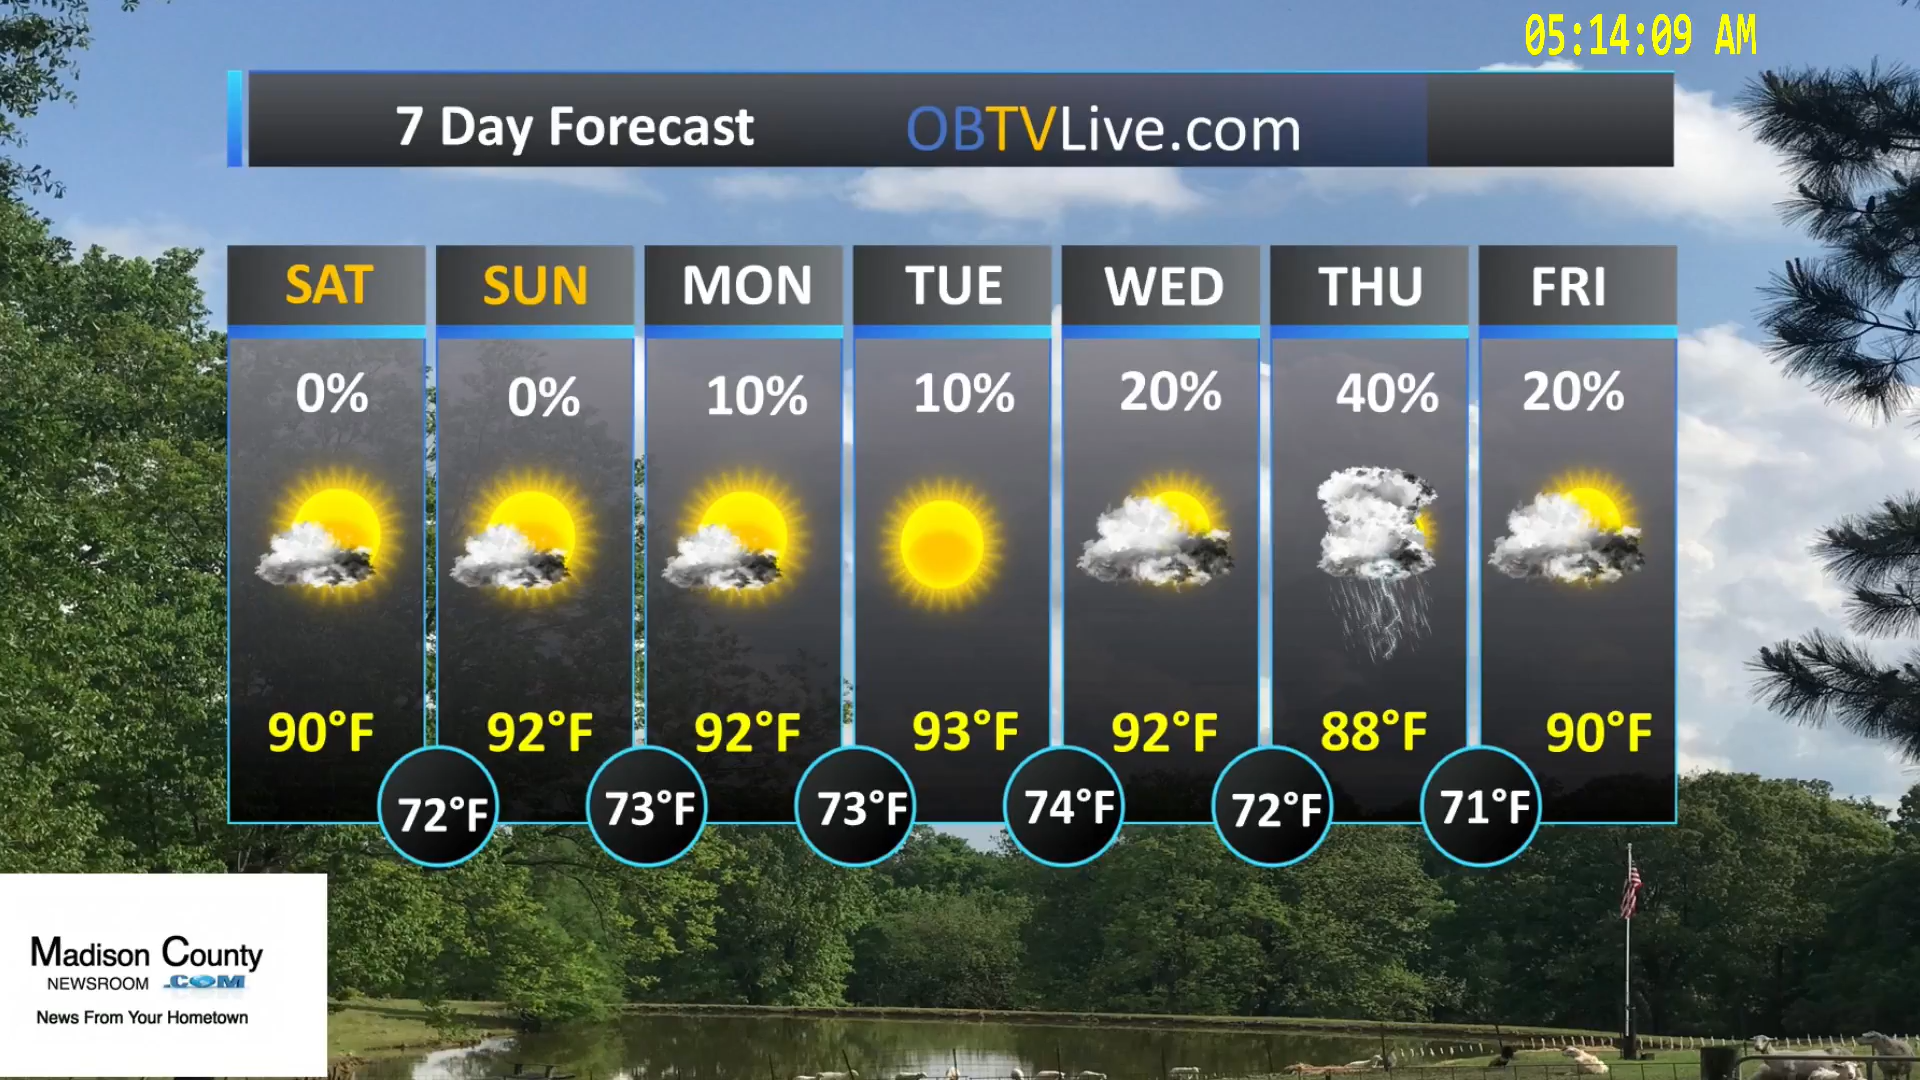 05:14:09 AM
7 Day Forecast OBTVLive.com
SAT SUN MON TUE WED THU FRI
0% 0% 10% 10% 20% 40% 20%
90°F 92°F 92°F 93°F 92°F 88°F 90°F
72°F 73°F 73°F 74°F 72°F 71°F
Madison County
NEWSROOM .COM
News From Your Hometown